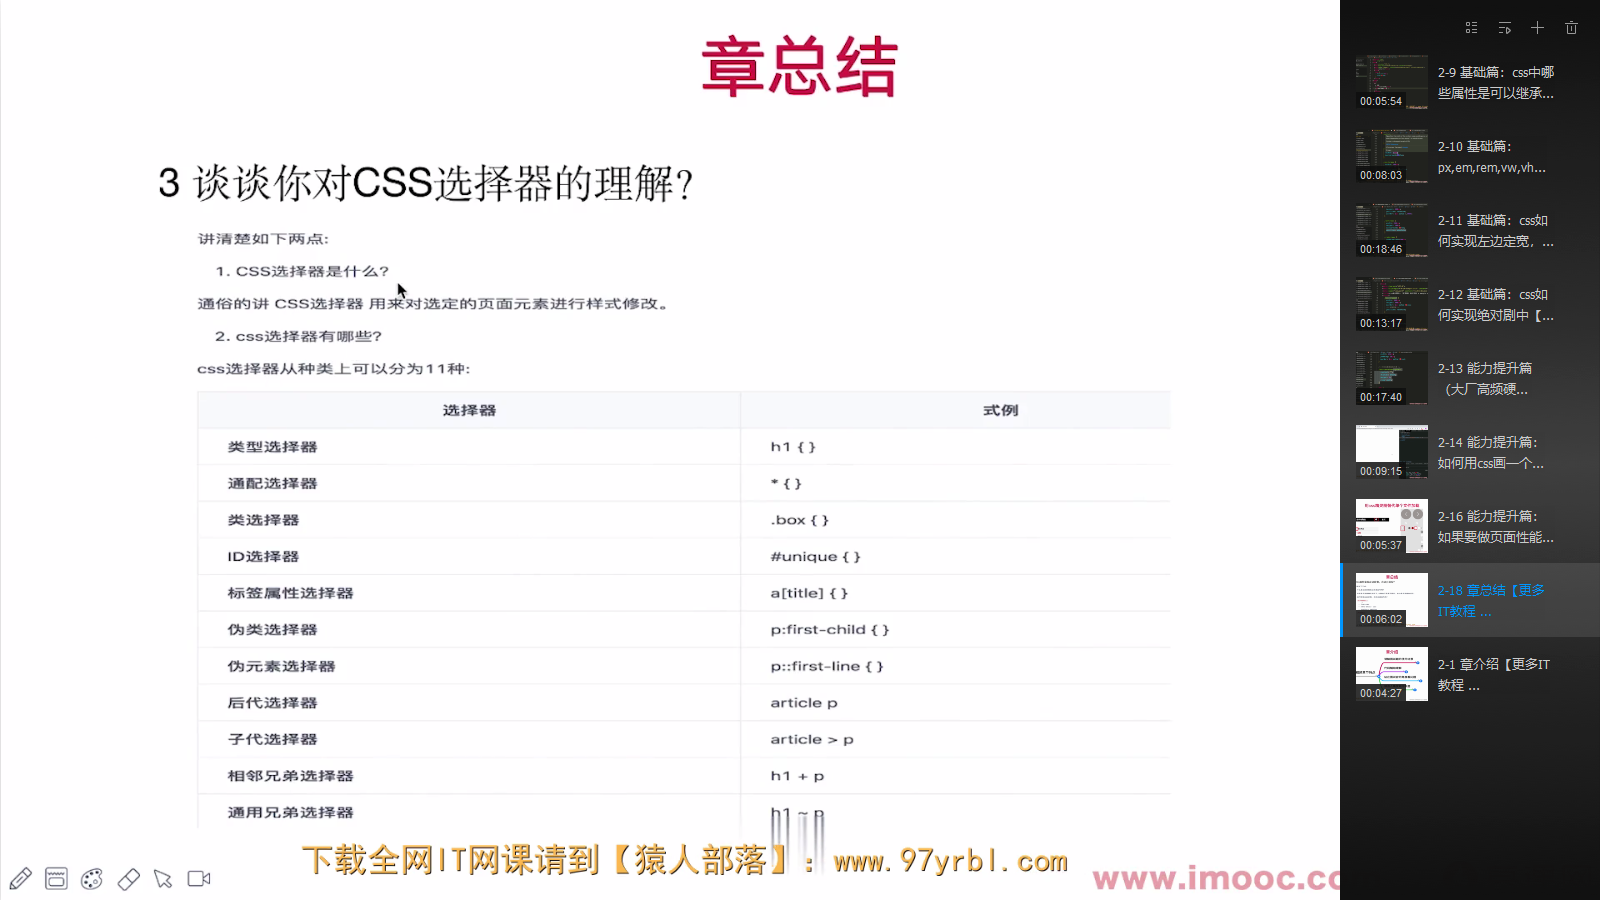 章总结
3 谈谈你对CSS选择器的理解?
讲清楚如下两点:
1. CSS选择器是什么?
通俗的讲 CSS选择器 用来对选定的页面元素进行样式修改。
2. css选择器有哪些?
css选择器从种类上可以分为11种:
选择器 式例
类型选择器 h1 { }
通配选择器 * { }
类选择器 .box { }
ID选择器 #unique { }
标签属性选择器 a[title] { }
伪类选择器 p:first-child { }
伪元素选择器 p::first-line { }
后代选择器 article p
子代选择器 article > p
相邻兄弟选择器 h1 + p
通用兄弟选择器 h1 ~ p
下载全网IT网课请到【猿人部落】：www.97yrbl.com
www.imooc.co
2-9 基础篇：css中哪
些属性是可以继承...
00:05:54
2-10 基础篇：
px,em,rem,vw,vh...
00:08:03
2-11 基础篇：css如
何实现左边定宽，...
00:18:46
2-12 基础篇：css如
何实现绝对剧中【...
00:13:17
2-13 能力提升篇
（大厂高频硬...
00:17:40
2-14 能力提升篇：
如何用css画一个...
00:09:15
2-16 能力提升篇：
如果要做页面性能...
00:05:37
2-18 章总结【更多
IT教程 ...
00:06:02
2-1 章介绍【更多IT
教程 ...
00:04:27